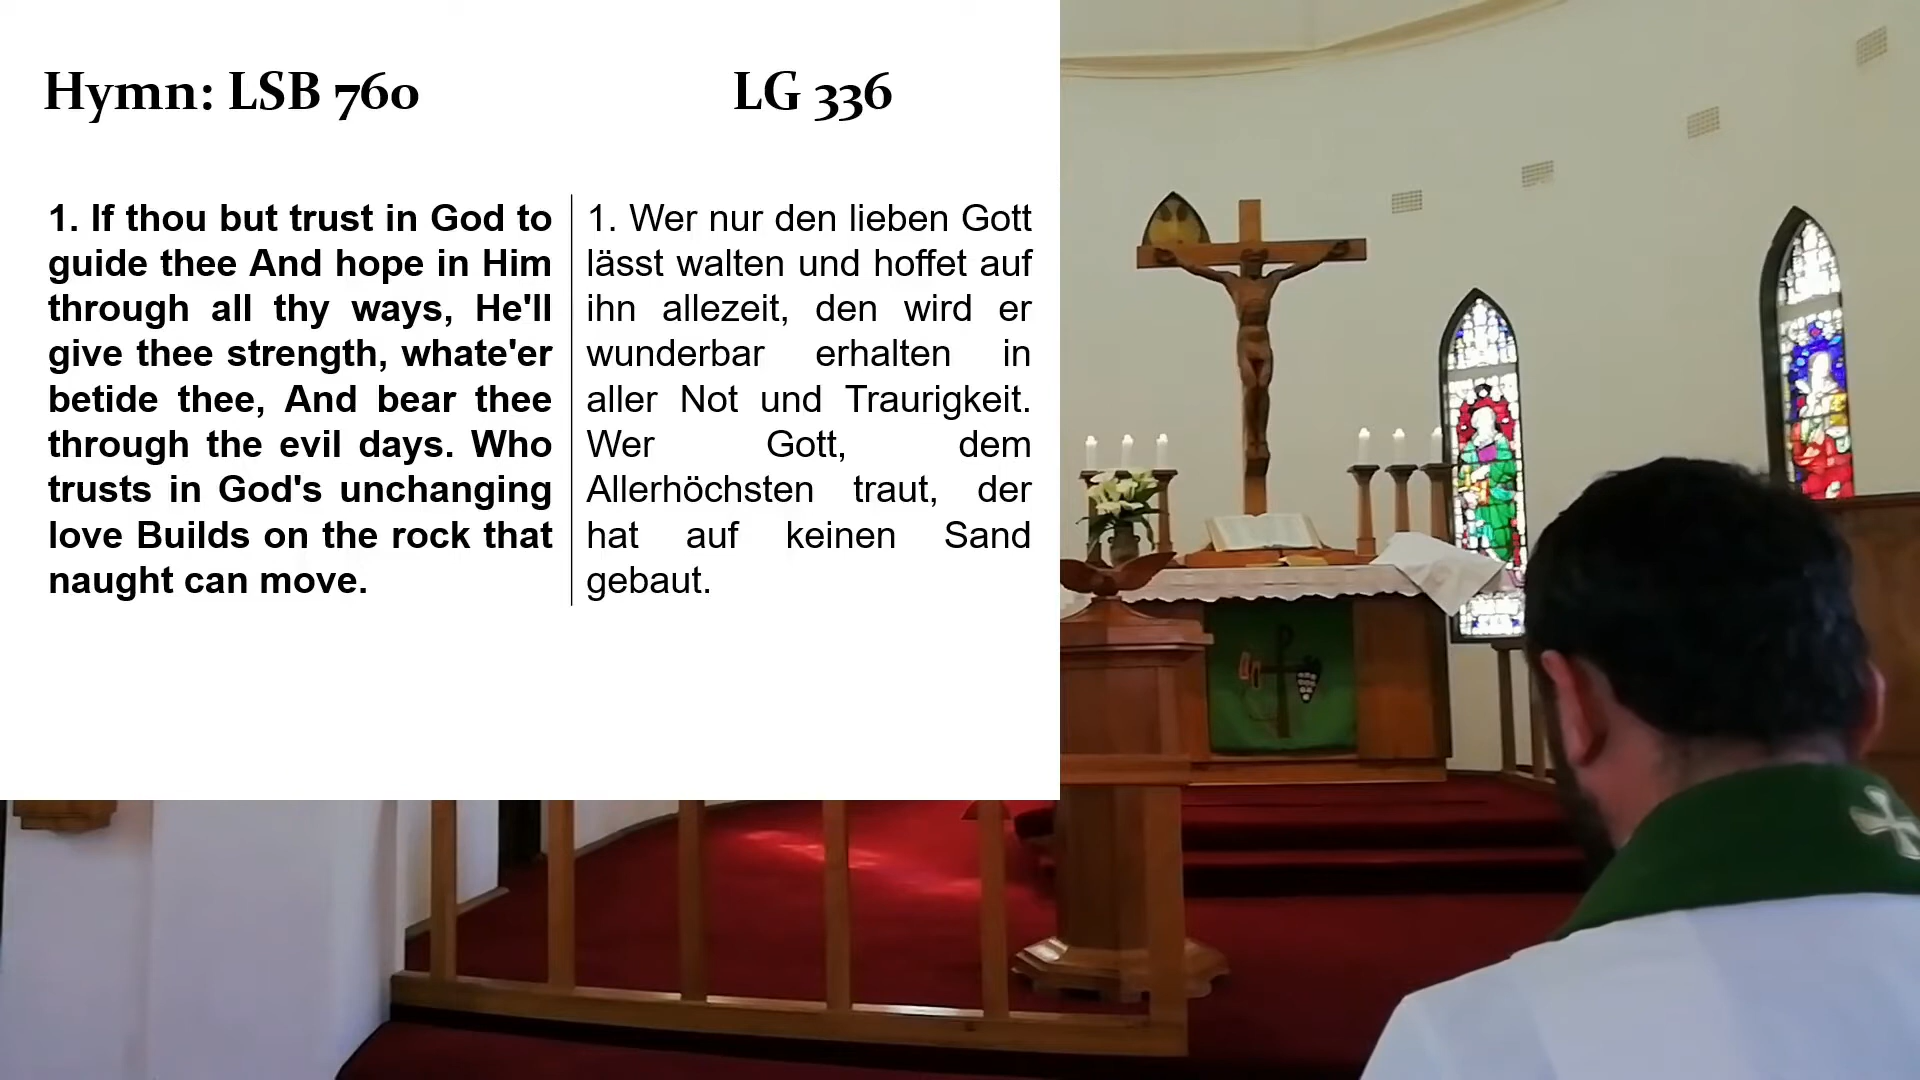 Hymn: LSB 760
LG 336
1. If thou but trust in God to
guide thee And hope in Him
through all thy ways, He'll
give thee strength, whate'er
betide thee, And bear thee
through the evil days. Who
trusts in God's unchanging
love Builds on the rock that
naught can move.
1. Wer nur den lieben Gott
lässt walten und hoffet auf
ihn allezeit, den wird er
wunderbar erhalten in
aller Not und Traurigkeit.
Wer Gott, dem
Allerhöchsten traut, der
hat auf keinen Sand
gebaut.